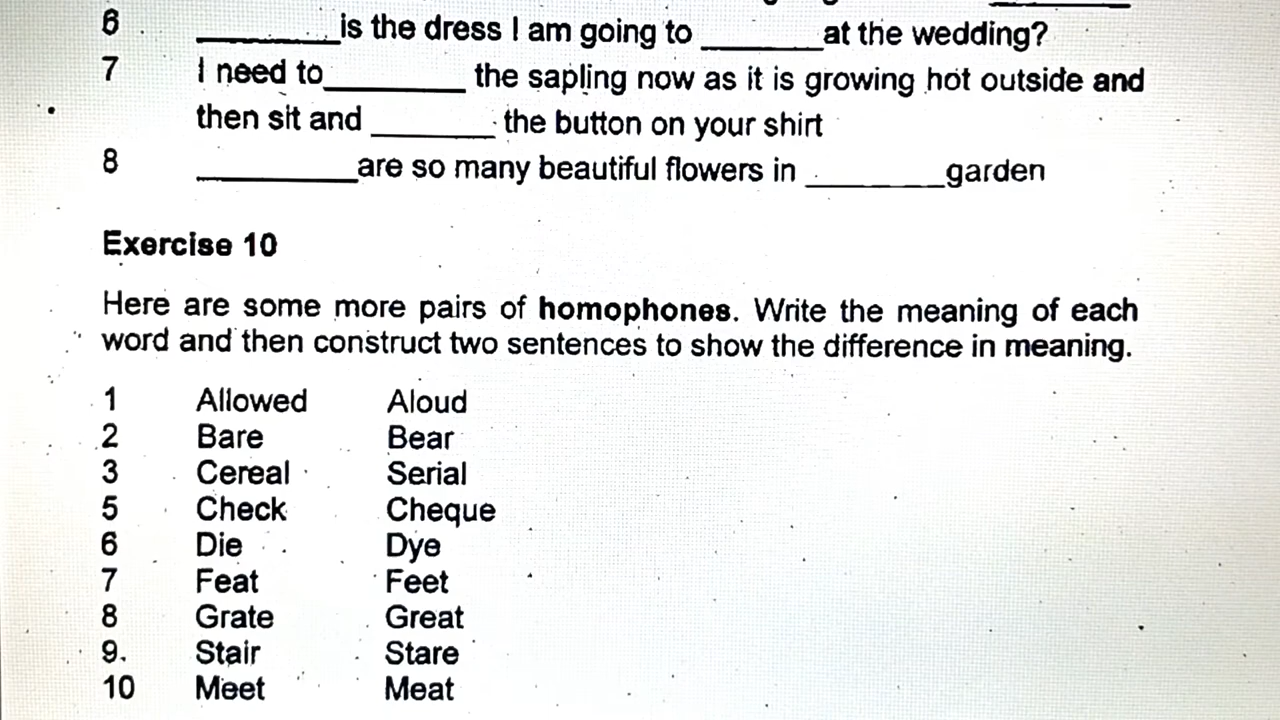 6 ________is the dress I am going to _______at the wedding?
7 I need to________ the sapling now as it is growing hot outside and
then sit and _______ the button on your shirt
8 _________are so many beautiful flowers in ________garden
Exercise 10
Here are some more pairs of homophones. Write the meaning of each
word and then construct two sentences to show the difference in meaning.
1 Allowed Aloud
2 Bare Bear
3 Cereal Serial
5 Check Cheque
6 Die Dye
7 Feat Feet
8 Grate Great
9. Stair Stare
10 Meet Meat